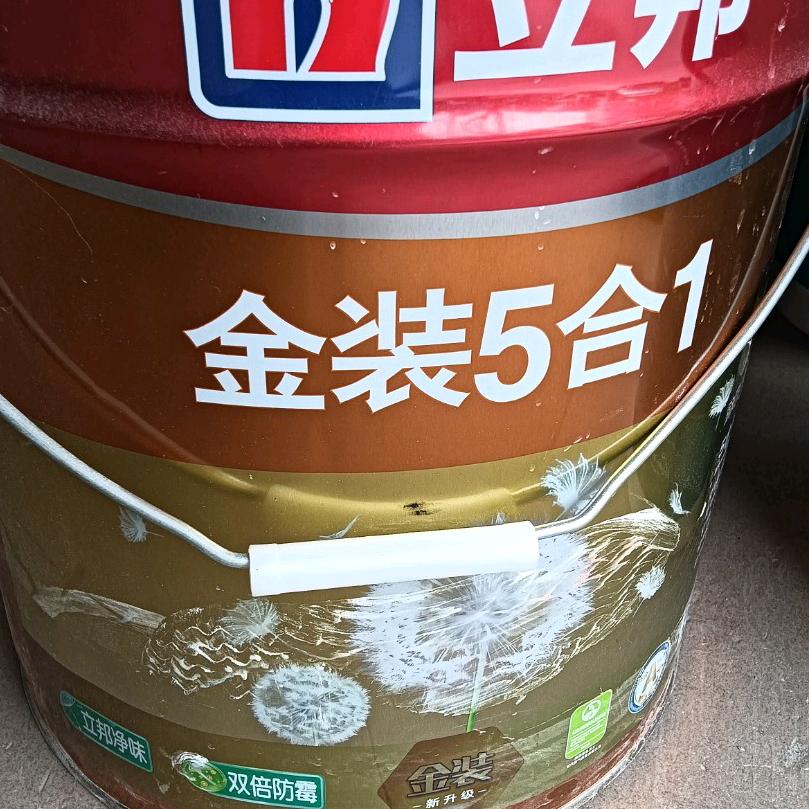 立邦
金装5合1
立邦净味
双倍防霉
金装
新升级